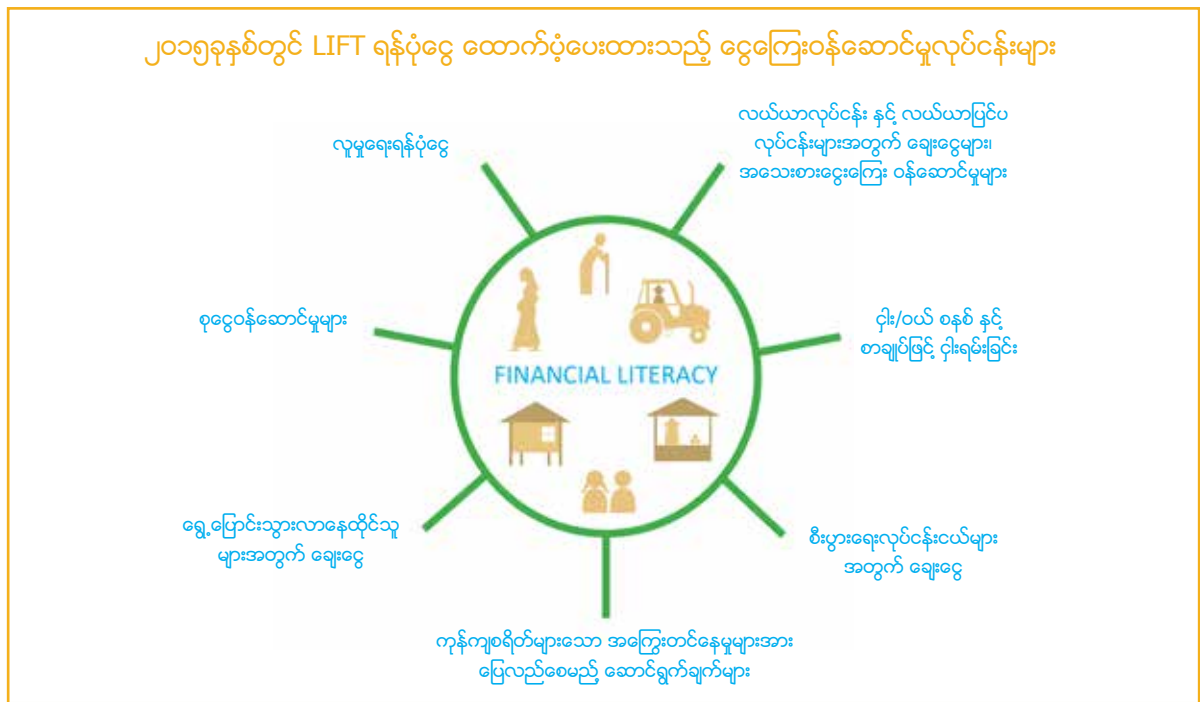 ၂၀၁၅ခုနှစ်တွင် LIFT ရန်ပုံငွေ ထောက်ပံ့ပေးထားသည့် ငွေကြေးဝန်ဆောင်မှုလုပ်ငန်းများ
လူမှုရေးရန်ပုံငွေ
လယ်ယာလုပ်ငန်း နှင့် လယ်ယာပြင်ပ
လုပ်ငန်းများအတွက် ချေးငွေများ၊
အသေးစားငွေးကြေး ဝန်ဆောင်မှုများ
စုငွေဝန်ဆောင်မှုများ
ငှါး/ဝယ် စနစ် နှင့်
စာချုပ်ဖြင့် ငှါးရမ်းခြင်း
FINANCIAL LITERACY
ရွှေ့ပြောင်းသွားလာနေထိုင်သူ
များအတွက် ချေးငွေ
စီးပွားရေးလုပ်ငန်းငယ်များ
အတွက် ချေးငွေ
ကုန်ကျစရိတ်များသော အကြွေးတင်နေမှုများအား
ပြေလည်စေမည့် ဆောင်ရွက်ချက်များ